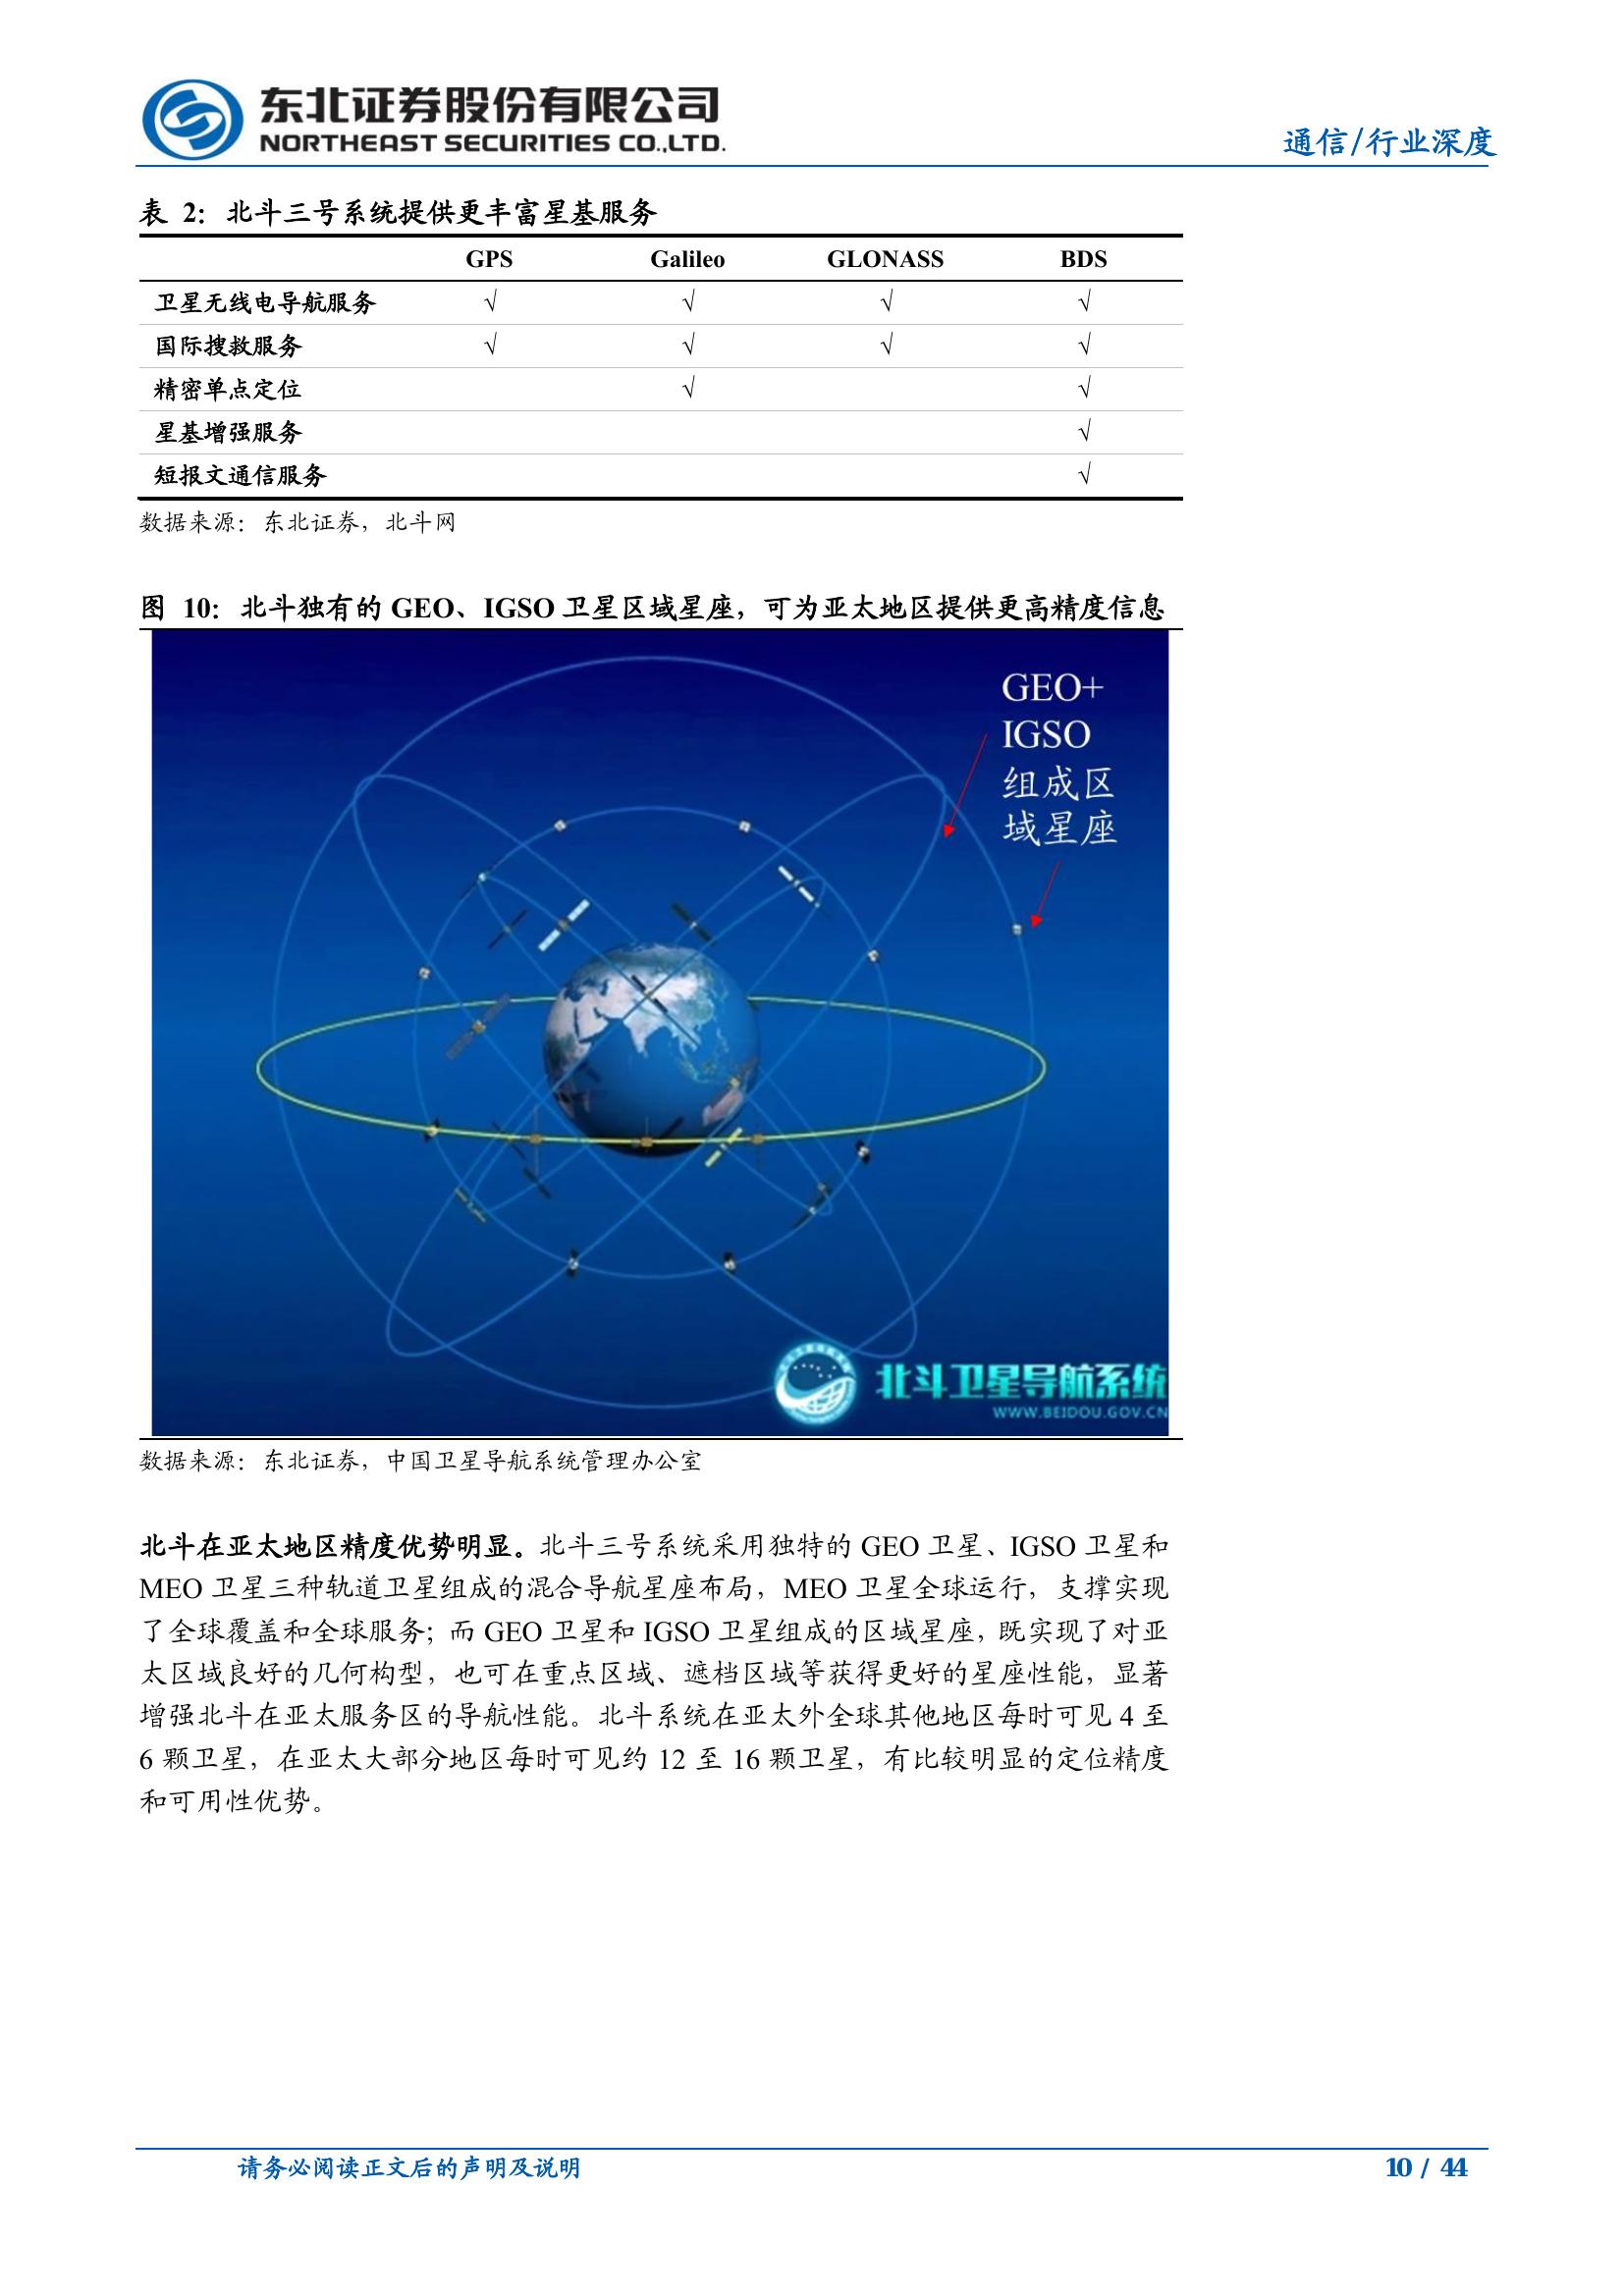 东北证券股份有限公司
NORTHEAST SECURITIES CO.,LTD.
通信/行业深度
表 2：北斗三号系统提供更丰富星基服务
GPS Galileo GLONASS BDS
卫星无线电导航服务 √ √ √ √
国际搜救服务 √ √ √ √
精密单点定位 √ √
星基增强服务 √
短报文通信服务 √
数据来源：东北证券，北斗网
图 10：北斗独有的 GEO、IGSO 卫星区域星座，可为亚太地区提供更高精度信息
GEO+
IGSO
组成区
域星座
北斗卫星导航系统
WWW.BEIDOU.GOV.CN
数据来源：东北证券，中国卫星导航系统管理办公室
北斗在亚太地区精度优势明显。北斗三号系统采用独特的 GEO 卫星、IGSO 卫星和
MEO 卫星三种轨道卫星组成的混合导航星座布局，MEO 卫星全球运行，支撑实现
了全球覆盖和全球服务；而 GEO 卫星和 IGSO 卫星组成的区域星座，既实现了对亚
太区域良好的几何构型，也可在重点区域、遮档区域等获得更好的星座性能，显著
增强北斗在亚太服务区的导航性能。北斗系统在亚太外全球其他地区每时可见 4 至
6 颗卫星，在亚太大部分地区每时可见约 12 至 16 颗卫星，有比较明显的定位精度
和可用性优势。
请务必阅读正文后的声明及说明
10 / 44